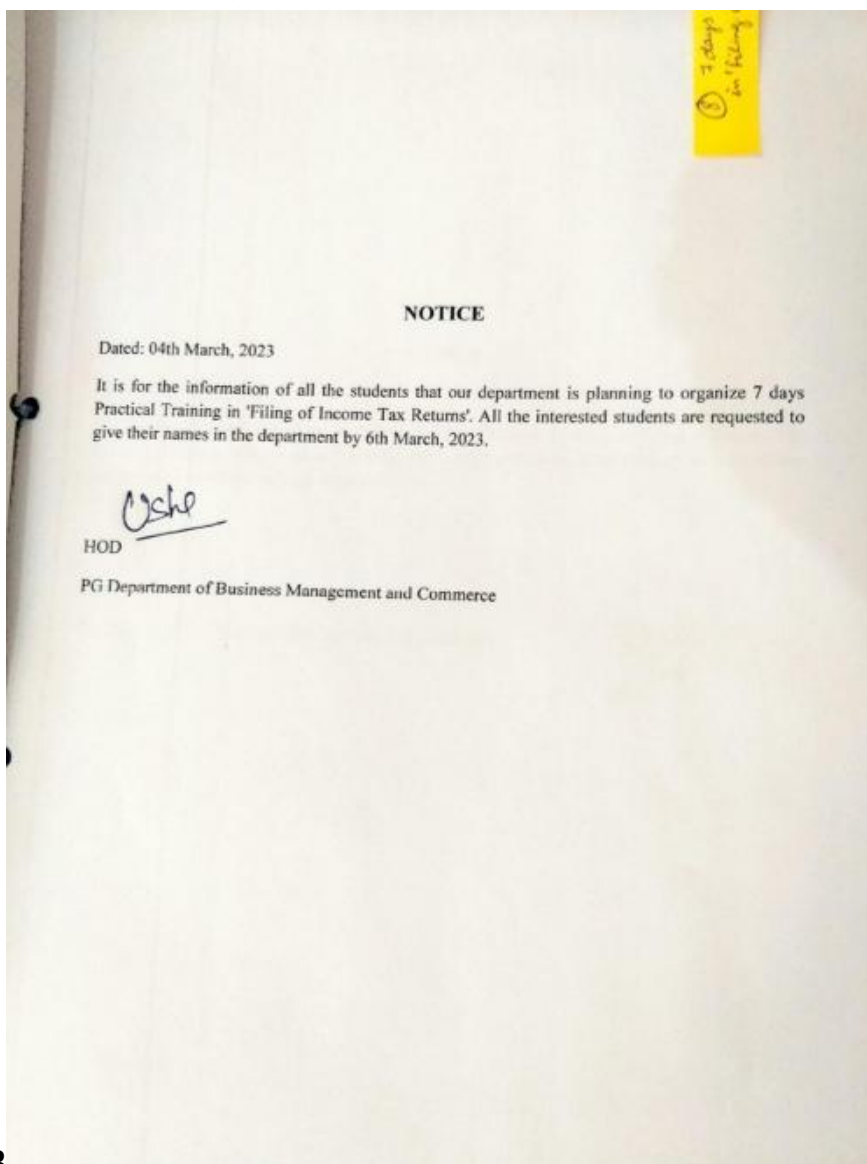 ⑧ 7 days
in 'filing
NOTICE
Dated: 04th March, 2023
It is for the information of all the students that our department is planning to organize 7 days
Practical Training in 'Filing of Income Tax Returns'. All the interested students are requested to
give their names in the department by 6th March, 2023.
HOD
PG Department of Business Management and Commerce